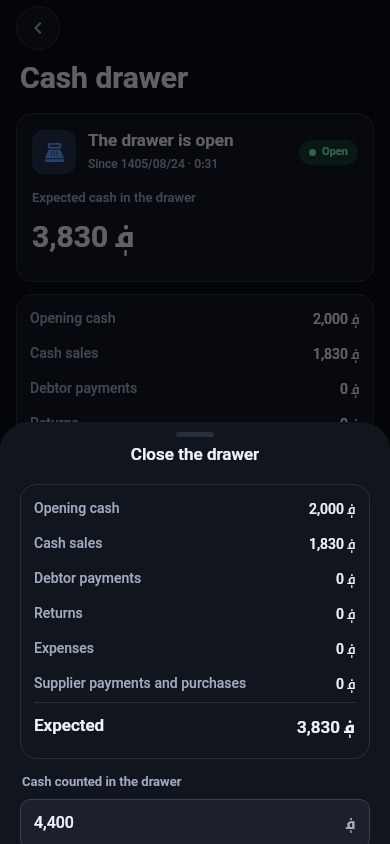 Cash drawer
The drawer is open
Since 1405/08/24 · 0:31
Open
Expected cash in the drawer
3,830 ؋
Opening cash 2,000 ؋
Cash sales 1,830 ؋
Debtor payments 0 ؋
Returns 0 ؋
Close the drawer
Opening cash 2,000 ؋
Cash sales 1,830 ؋
Debtor payments 0 ؋
Returns 0 ؋
Expenses 0 ؋
Supplier payments and purchases 0 ؋
Expected 3,830 ؋
Cash counted in the drawer
4,400 ؋